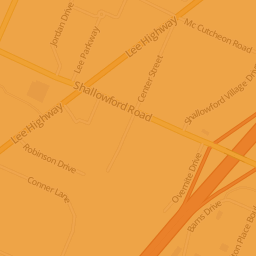 Jordan Drive
Lee Parkway
Lee Highway
Mc Cutcheon Road
Center Street
Shallowford Road
Shallowford Village Drive
Lee Highway
Robinson Drive
Conner Lane
Overnite Drive
Barns Drive